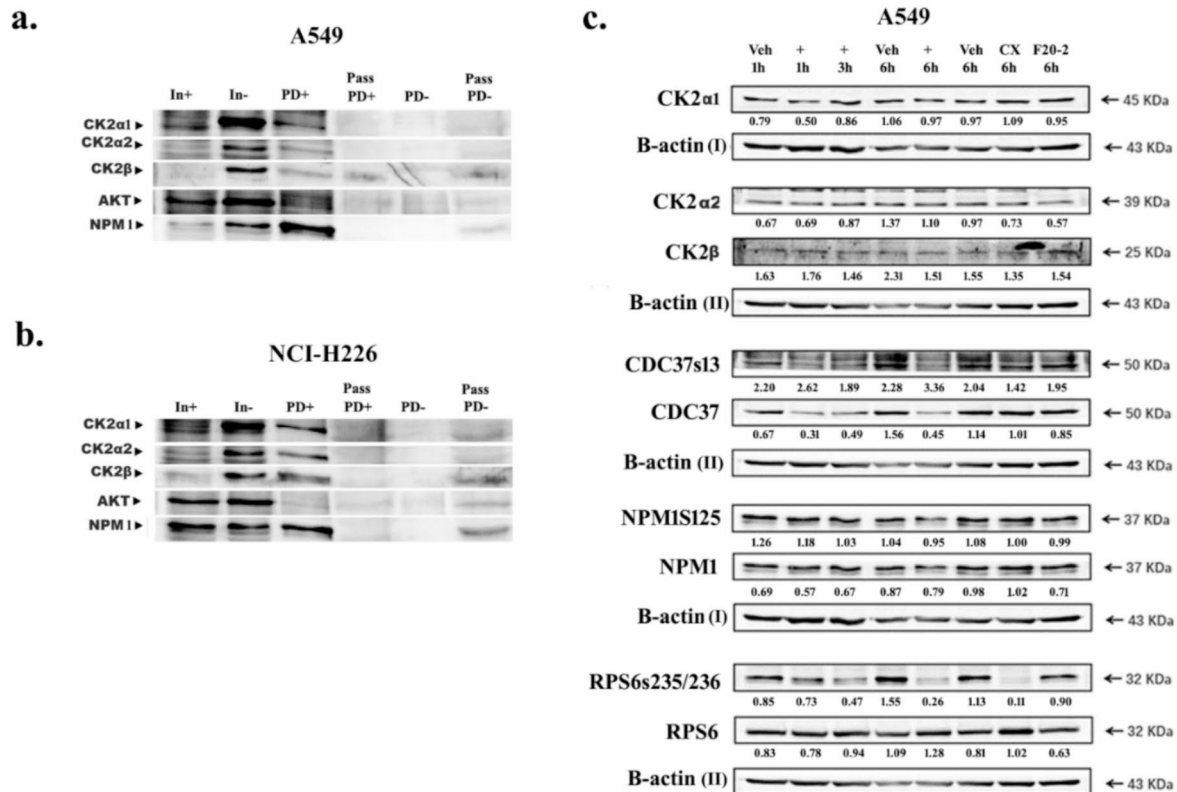 a.
A549
In+ In- PD+ Pass PD+ PD- Pass PD-
CK2α1
CK2α2
CK2β
AKT
NPM1
b.
NCI-H226
In+ In- PD+ Pass PD+ PD- Pass PD-
CK2α1
CK2α2
CK2β
AKT
NPM1
c.
A549
Veh + + Veh + Veh CX F20-2
1h 1h 3h 6h 6h 6h 6h 6h
CK2α1 45 KDa
0.79 0.50 0.86 1.06 0.97 0.97 1.09 0.95
B-actin (I) 43 KDa
CK2α2 39 KDa
0.67 0.69 0.87 1.37 1.10 0.97 0.73 0.57
CK2β 25 KDa
1.63 1.76 1.46 2.31 1.51 1.55 1.35 1.54
B-actin (II) 43 KDa
CDC37s13 50 KDa
2.20 2.62 1.89 2.28 3.36 2.04 1.42 1.95
CDC37 50 KDa
0.67 0.31 0.49 1.56 0.45 1.14 1.01 0.85
B-actin (II) 43 KDa
NPM1S125 37 KDa
1.26 1.18 1.03 1.04 0.95 1.08 1.00 0.99
NPM1 37 KDa
0.69 0.57 0.67 0.87 0.79 0.98 1.02 0.71
B-actin (I) 43 KDa
RPS6s235/236 32 KDa
0.85 0.73 0.47 1.55 0.26 1.13 0.11 0.90
RPS6 32 KDa
0.83 0.78 0.94 1.09 1.28 0.81 1.02 0.63
B-actin (II) 43 KDa